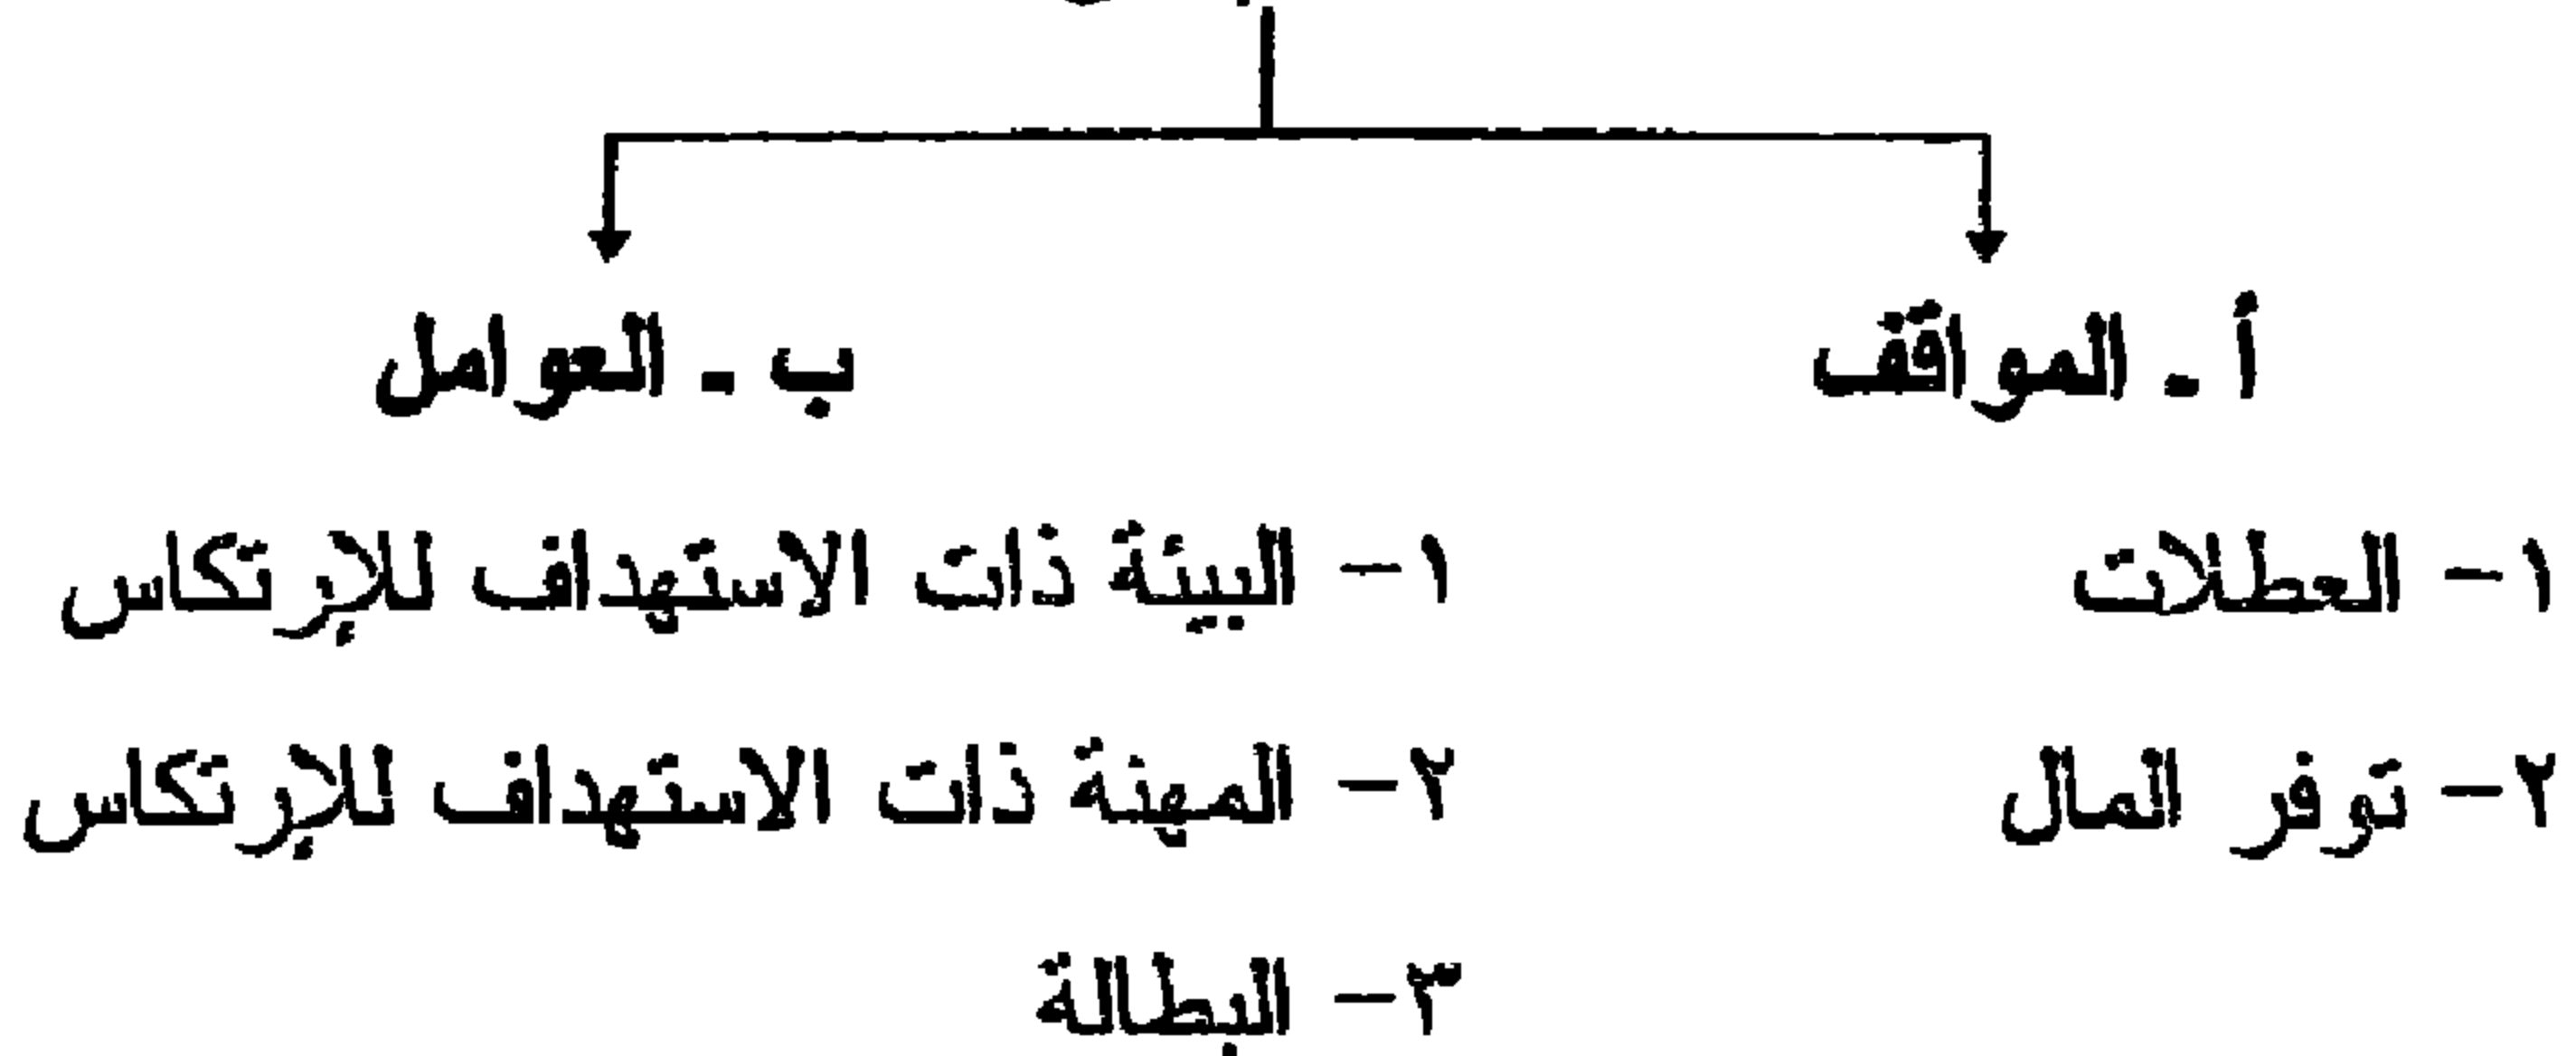 أ - المواقف
ب - العوامل
١- العطلات
١- البيئة ذات الاستهداف للإرتكاس
٢- توفر المال
٢- المهنة ذات الاستهداف للإرتكاس
٣- البطالة